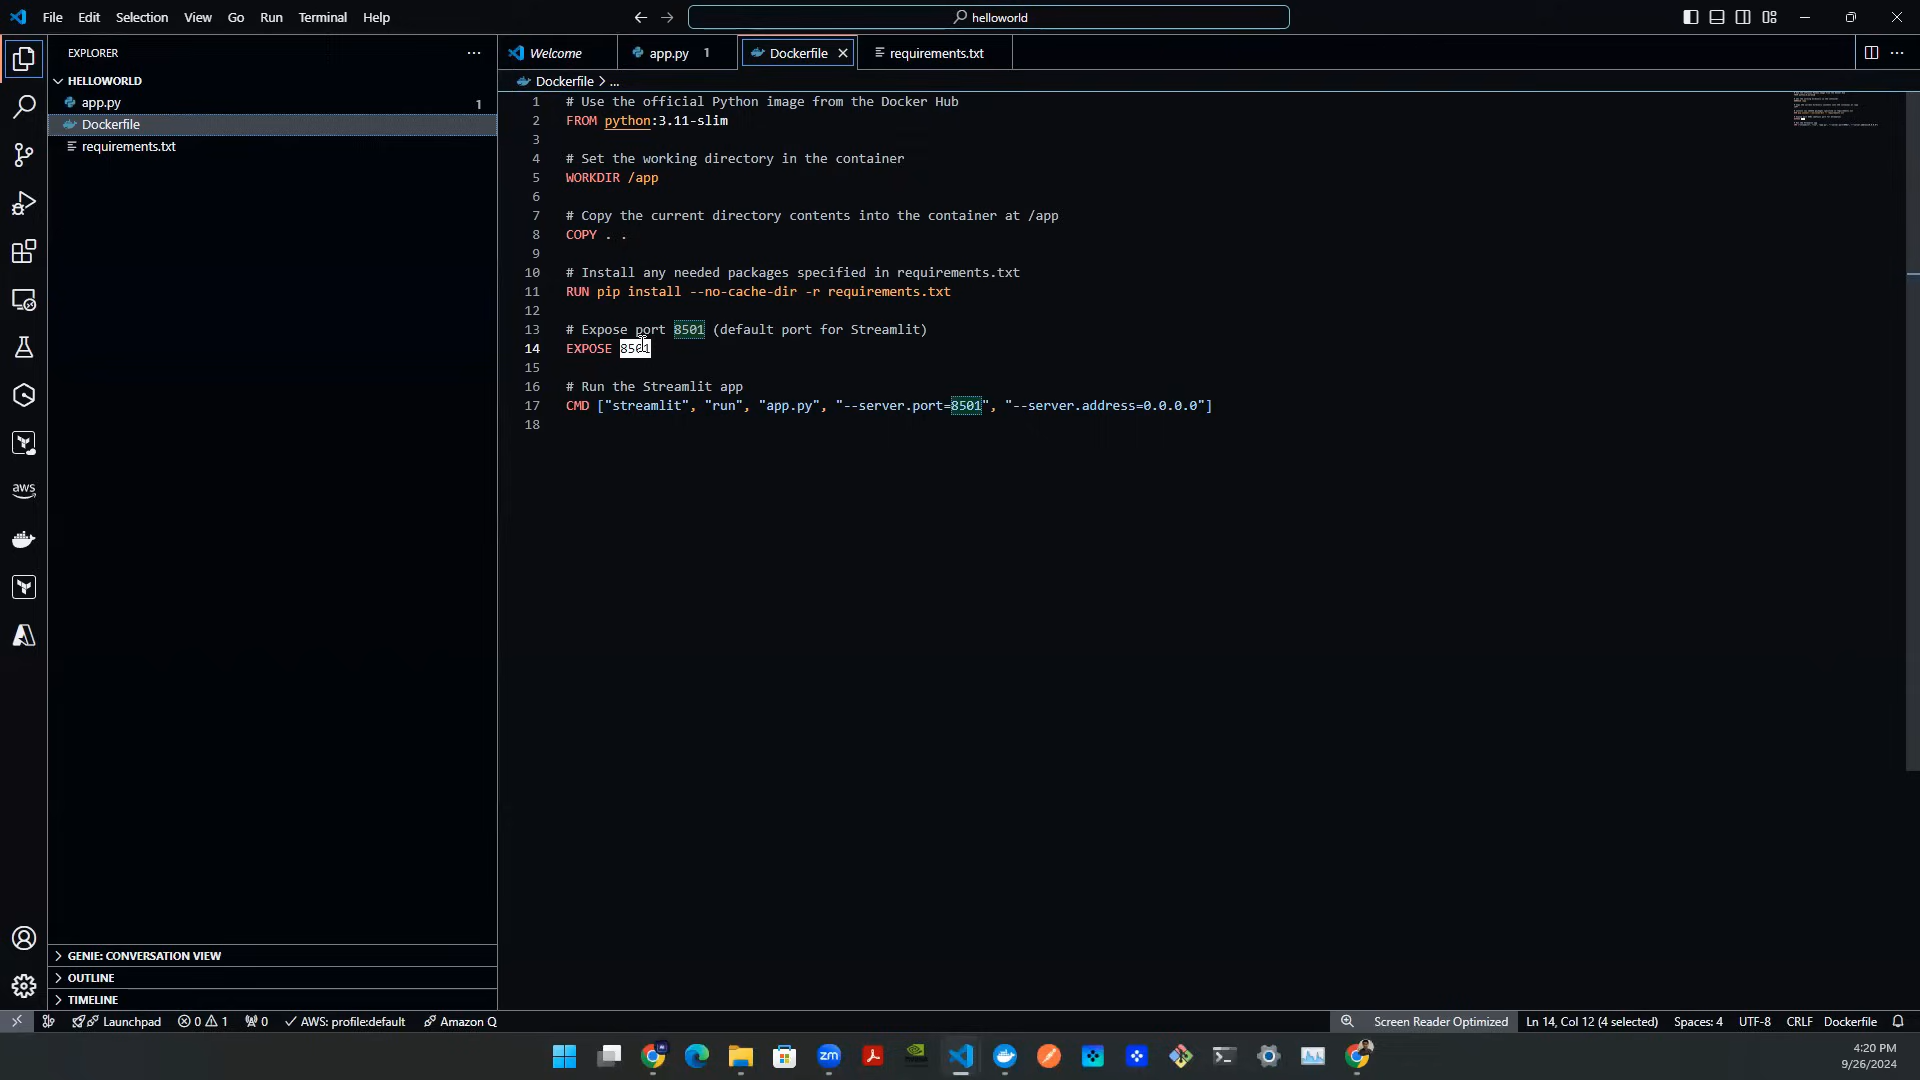 File Edit Selection View Go Run Terminal Help
helloworld
EXPLORER
HELLOWORLD
app.py 1
Dockerfile
requirements.txt
Welcome
app.py 1
Dockerfile
requirements.txt
Dockerfile > ...
1 # Use the official Python image from the Docker Hub
2 FROM python:3.11-slim
3
4 # Set the working directory in the container
5 WORKDIR /app
6
7 # Copy the current directory contents into the container at /app
8 COPY . .
9
10 # Install any needed packages specified in requirements.txt
11 RUN pip install --no-cache-dir -r requirements.txt
12
13 # Expose port 8501 (default port for Streamlit)
14 EXPOSE 8501
15
16 # Run the Streamlit app
17 CMD ["streamlit", "run", "app.py", "--server.port=8501", "--server.address=0.0.0.0"]
18
aws
GENIE: CONVERSATION VIEW
OUTLINE
TIMELINE
Launchpad 0 1 0 AWS: profile:default Amazon Q
Screen Reader Optimized Ln 14, Col 12 (4 selected) Spaces: 4 UTF-8 CRLF Dockerfile
zm
4:20 PM
9/26/2024